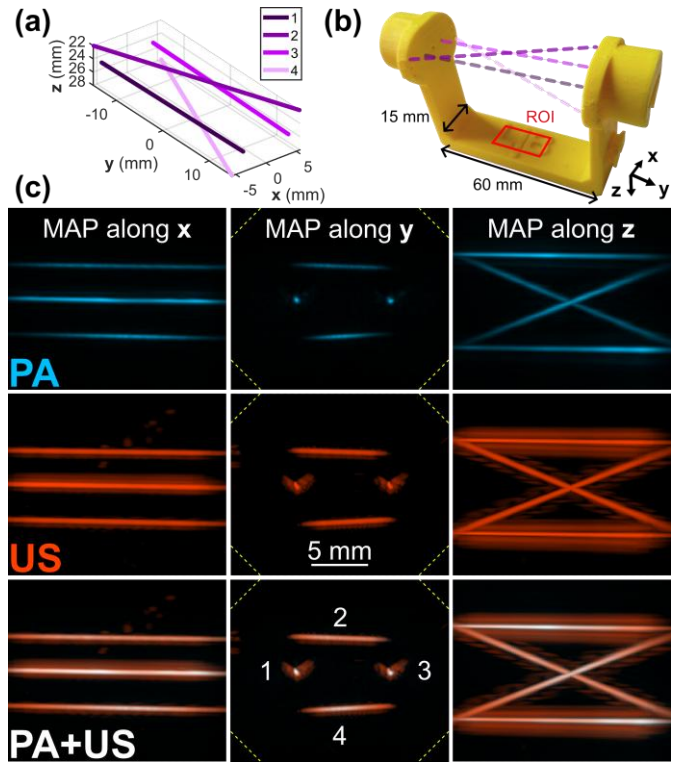 (a)
22
24
26
28
z (mm)
-10
0
10
y (mm)
-5
0
5
x (mm)
1
2
3
4
(b)
15 mm
ROI
60 mm
x
y
z
(c)
MAP along x
MAP along y
MAP along z
PA
US
5 mm
PA+US
2
1
3
4